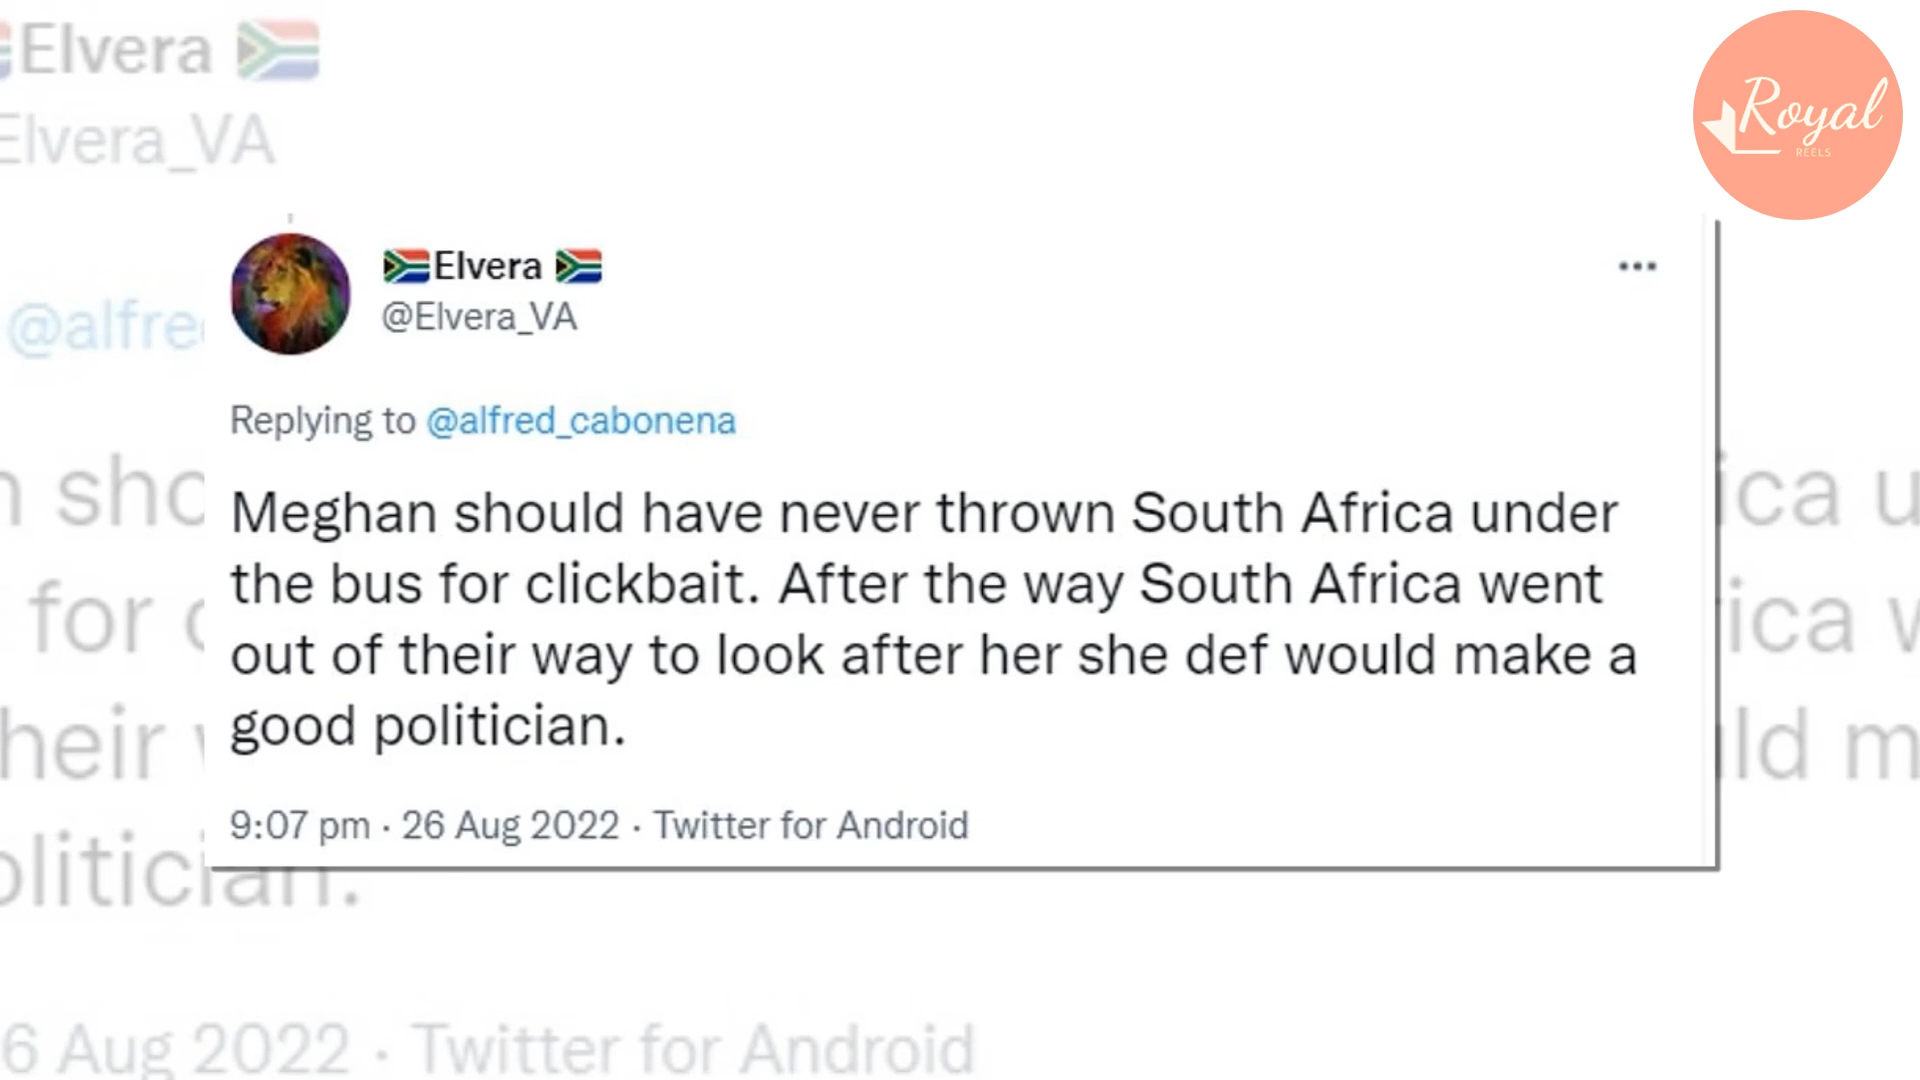 Elvera
Elvera_VA
Royal
REELS
Elvera
@Elvera_VA
Replying to @alfred_cabonena
Meghan should have never thrown South Africa under
the bus for clickbait. After the way South Africa went
out of their way to look after her she def would make a
good politician.
9:07 pm · 26 Aug 2022 · Twitter for Android
6 Aug 2022 · Twitter for Android